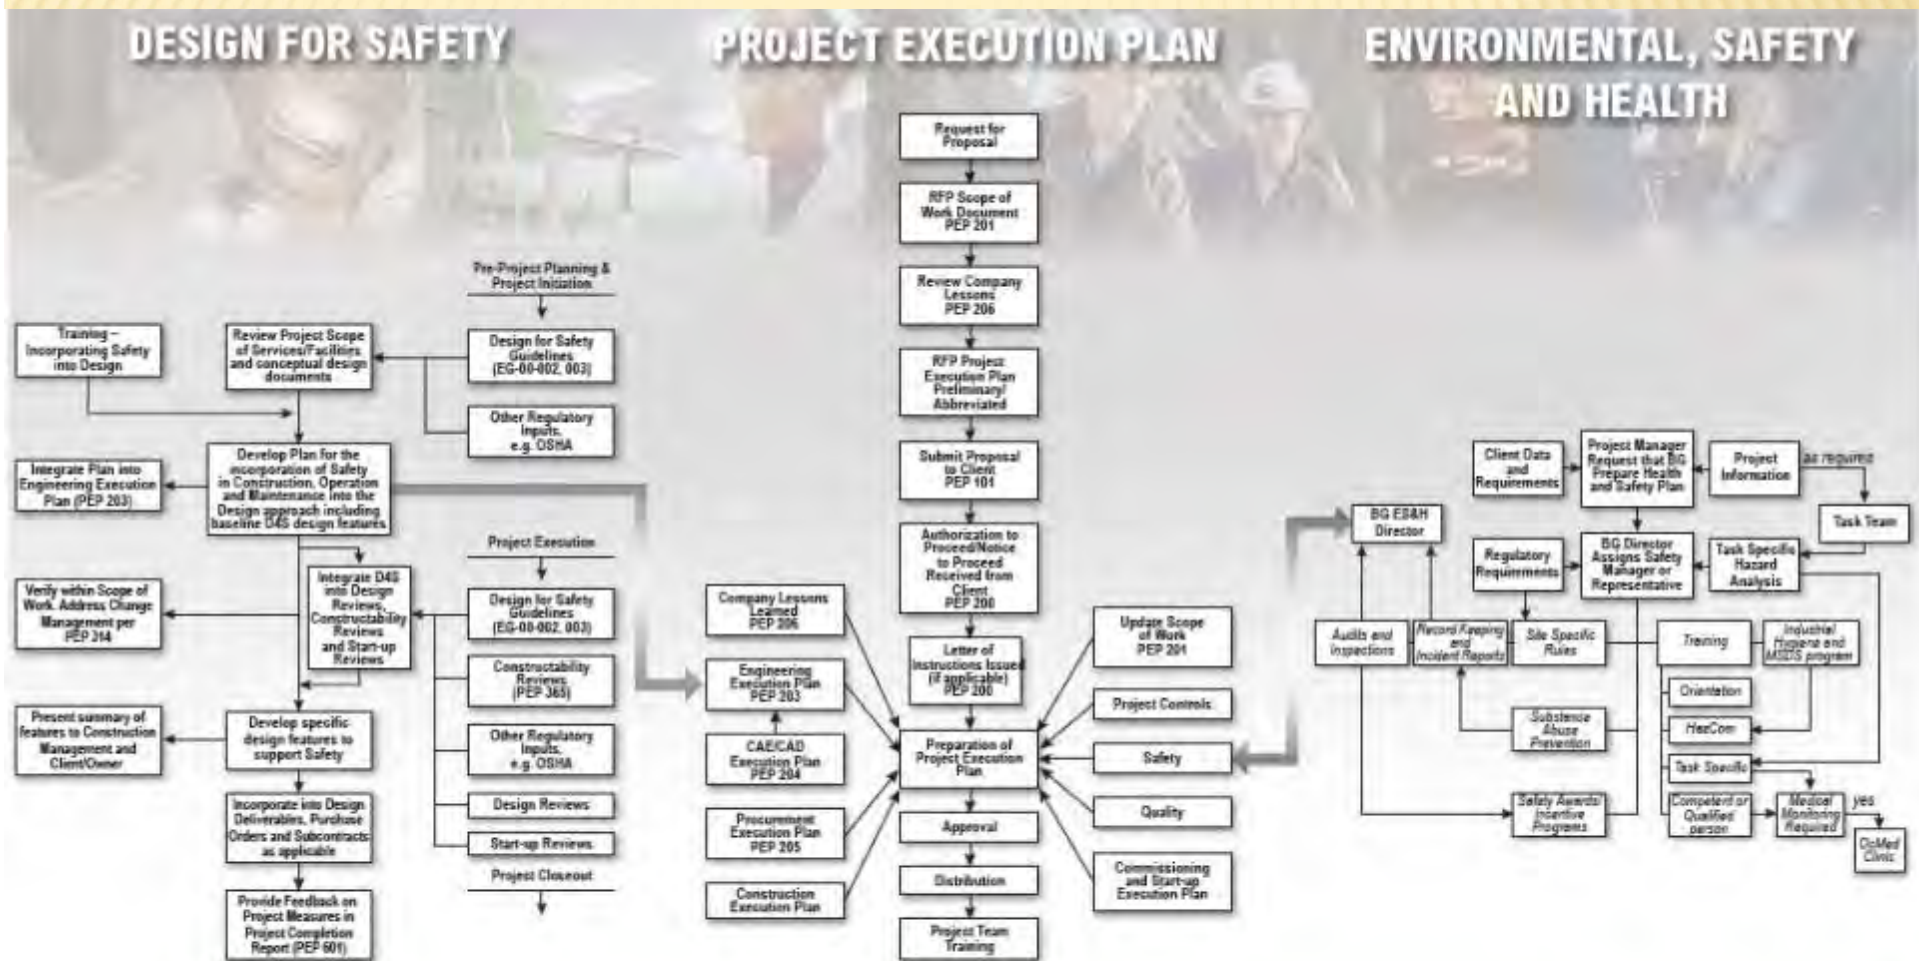 DESIGN FOR SAFETY
Pre-Project Planning &
Project Initiation
Training –
Incorporating Safety
into Design
Review Project Scope
of Services/Facilities
and conceptual design
documents
Design for Safety
Guidelines
(EG-00-002, 003)
Other Regulatory
Inputs,
e.g. OSHA
Integrate Plan into
Engineering Execution
Plan (PEP 203)
Develop Plan for the
incorporation of Safety
in Construction, Operation
and Maintenance into the
Design approach including
baseline D4S design features
Project Execution
Verify within Scope of
Work. Address Change
Management per
PEP 314
Integrate D4S
into Design
Reviews,
Constructability
Reviews
and Start-up
Reviews
Design for Safety
Guidelines
(EG-00-002, 003)
Constructability
Reviews
(PEP 365)
Present summary of
features to Construction
Management and
Client/Owner
Develop specific
design features to
support Safety
Other Regulatory
Inputs,
e.g. OSHA
Design Reviews
Start-up Reviews
Incorporate into Design
Deliverables, Purchase
Orders and Subcontracts
as applicable
Project Closeout
Provide Feedback on
Project Measures in
Project Completion
Report (PEP 601)
PROJECT EXECUTION PLAN
Request for
Proposal
RFP Scope of
Work Document
PEP 201
Review Company
Lessons
PEP 206
RFP Project
Execution Plan
Preliminary/
Abbreviated
Submit Proposal
to Client
PEP 101
Authorization to
Proceed/Notice
to Proceed
Received from
Client
PEP 200
Letter of
Instructions Issued
(if applicable)
PEP 200
Company Lessons
Learned
PEP 206
Engineering
Execution Plan
PEP 203
CAE/CAD
Execution Plan
PEP 204
Procurement
Execution Plan
PEP 205
Construction
Execution Plan
Preparation of
Project Execution
Plan
Update Scope
of Work
PEP 201
Project Controls
Safety
Quality
Commissioning
and Start-up
Execution Plan
Approval
Distribution
Project Team
Training
ENVIRONMENTAL, SAFETY
AND HEALTH
Client Data
and
Requirements
Project Manager
Request that BG
Prepare Health
and Safety Plan
Project
Information
as required
Task Team
BG ES&H
Director
Regulatory
Requirements
BG Director
Assigns Safety
Manager or
Representative
Task Specific
Hazard
Analysis
Audits and
Inspections
Record Keeping
and
Incident Reports
Site Specific
Rules
Training
Industrial
Hygiene and
MSDS program
Orientation
Substance
Abuse
Prevention
HazCom
Task Specific
Safety Awards/
Incentive
Programs
Competent or
Qualified
person
Medical
Monitoring
Required
yes
OcMed
Clinic